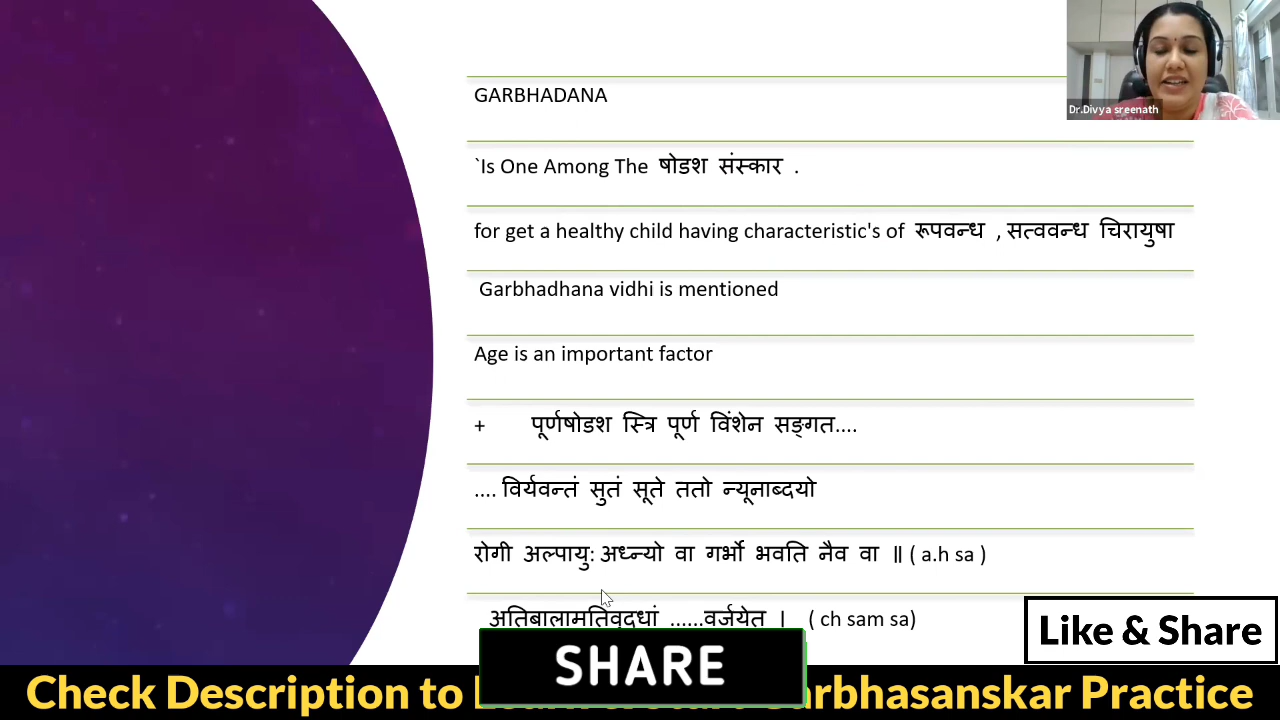 GARBHADANA
Dr.Divya sreenath
`Is One Among The षोडश संस्कार .
for get a healthy child having characteristic's of रूपवन्ध , सत्ववन्ध चिरायुषा
Garbhadhana vidhi is mentioned
Age is an important factor
+ पूर्णषोडश स्त्रि पूर्ण विंशेन सङ्गत....
.... विर्यवन्तं सुतं सूते ततो न्यूनाब्दयो
रोगी अल्पायु: अध्न्यो वा गर्भो भवति नैव वा ॥ ( a.h sa )
अतिबालामतिवृदधां ......वर्जयेत । ( ch sam sa)
Like & Share
SHARE
Check Description to Garbhasanskar Practice